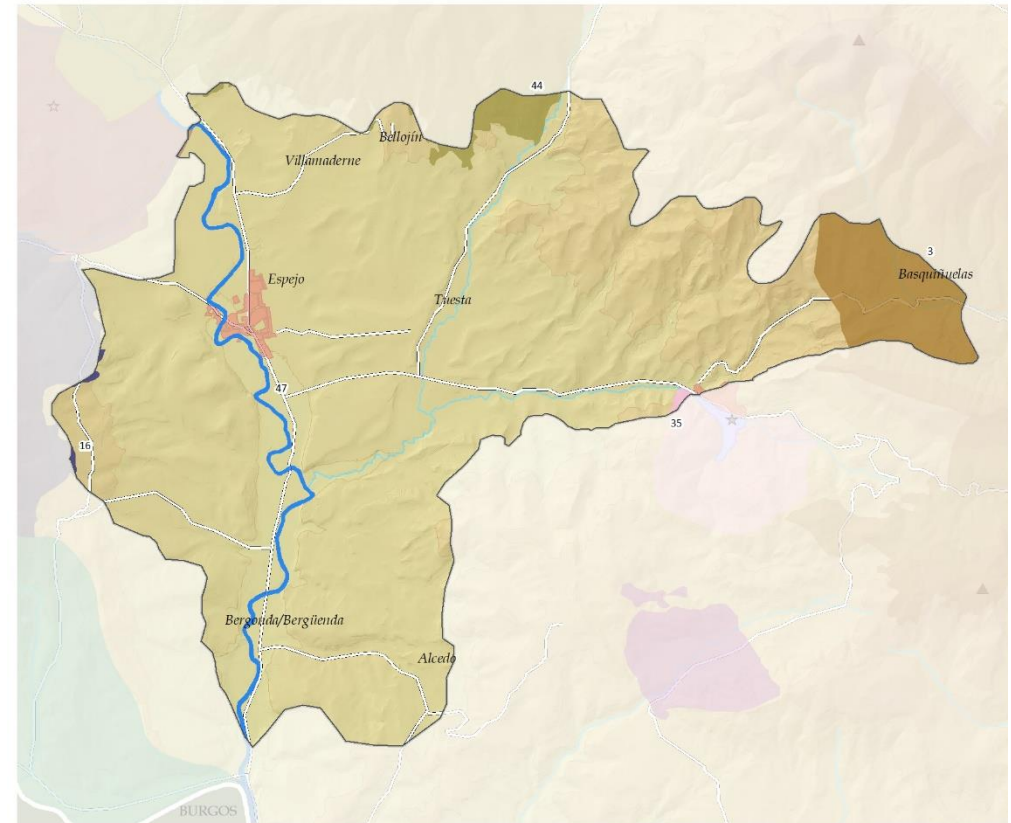 44
Bellojín
Villamaderne
3
Basquiñuelas
Espejo
Tuesta
47
35
16
Bergonda/Bergüenda
Alcedo
BURGOS